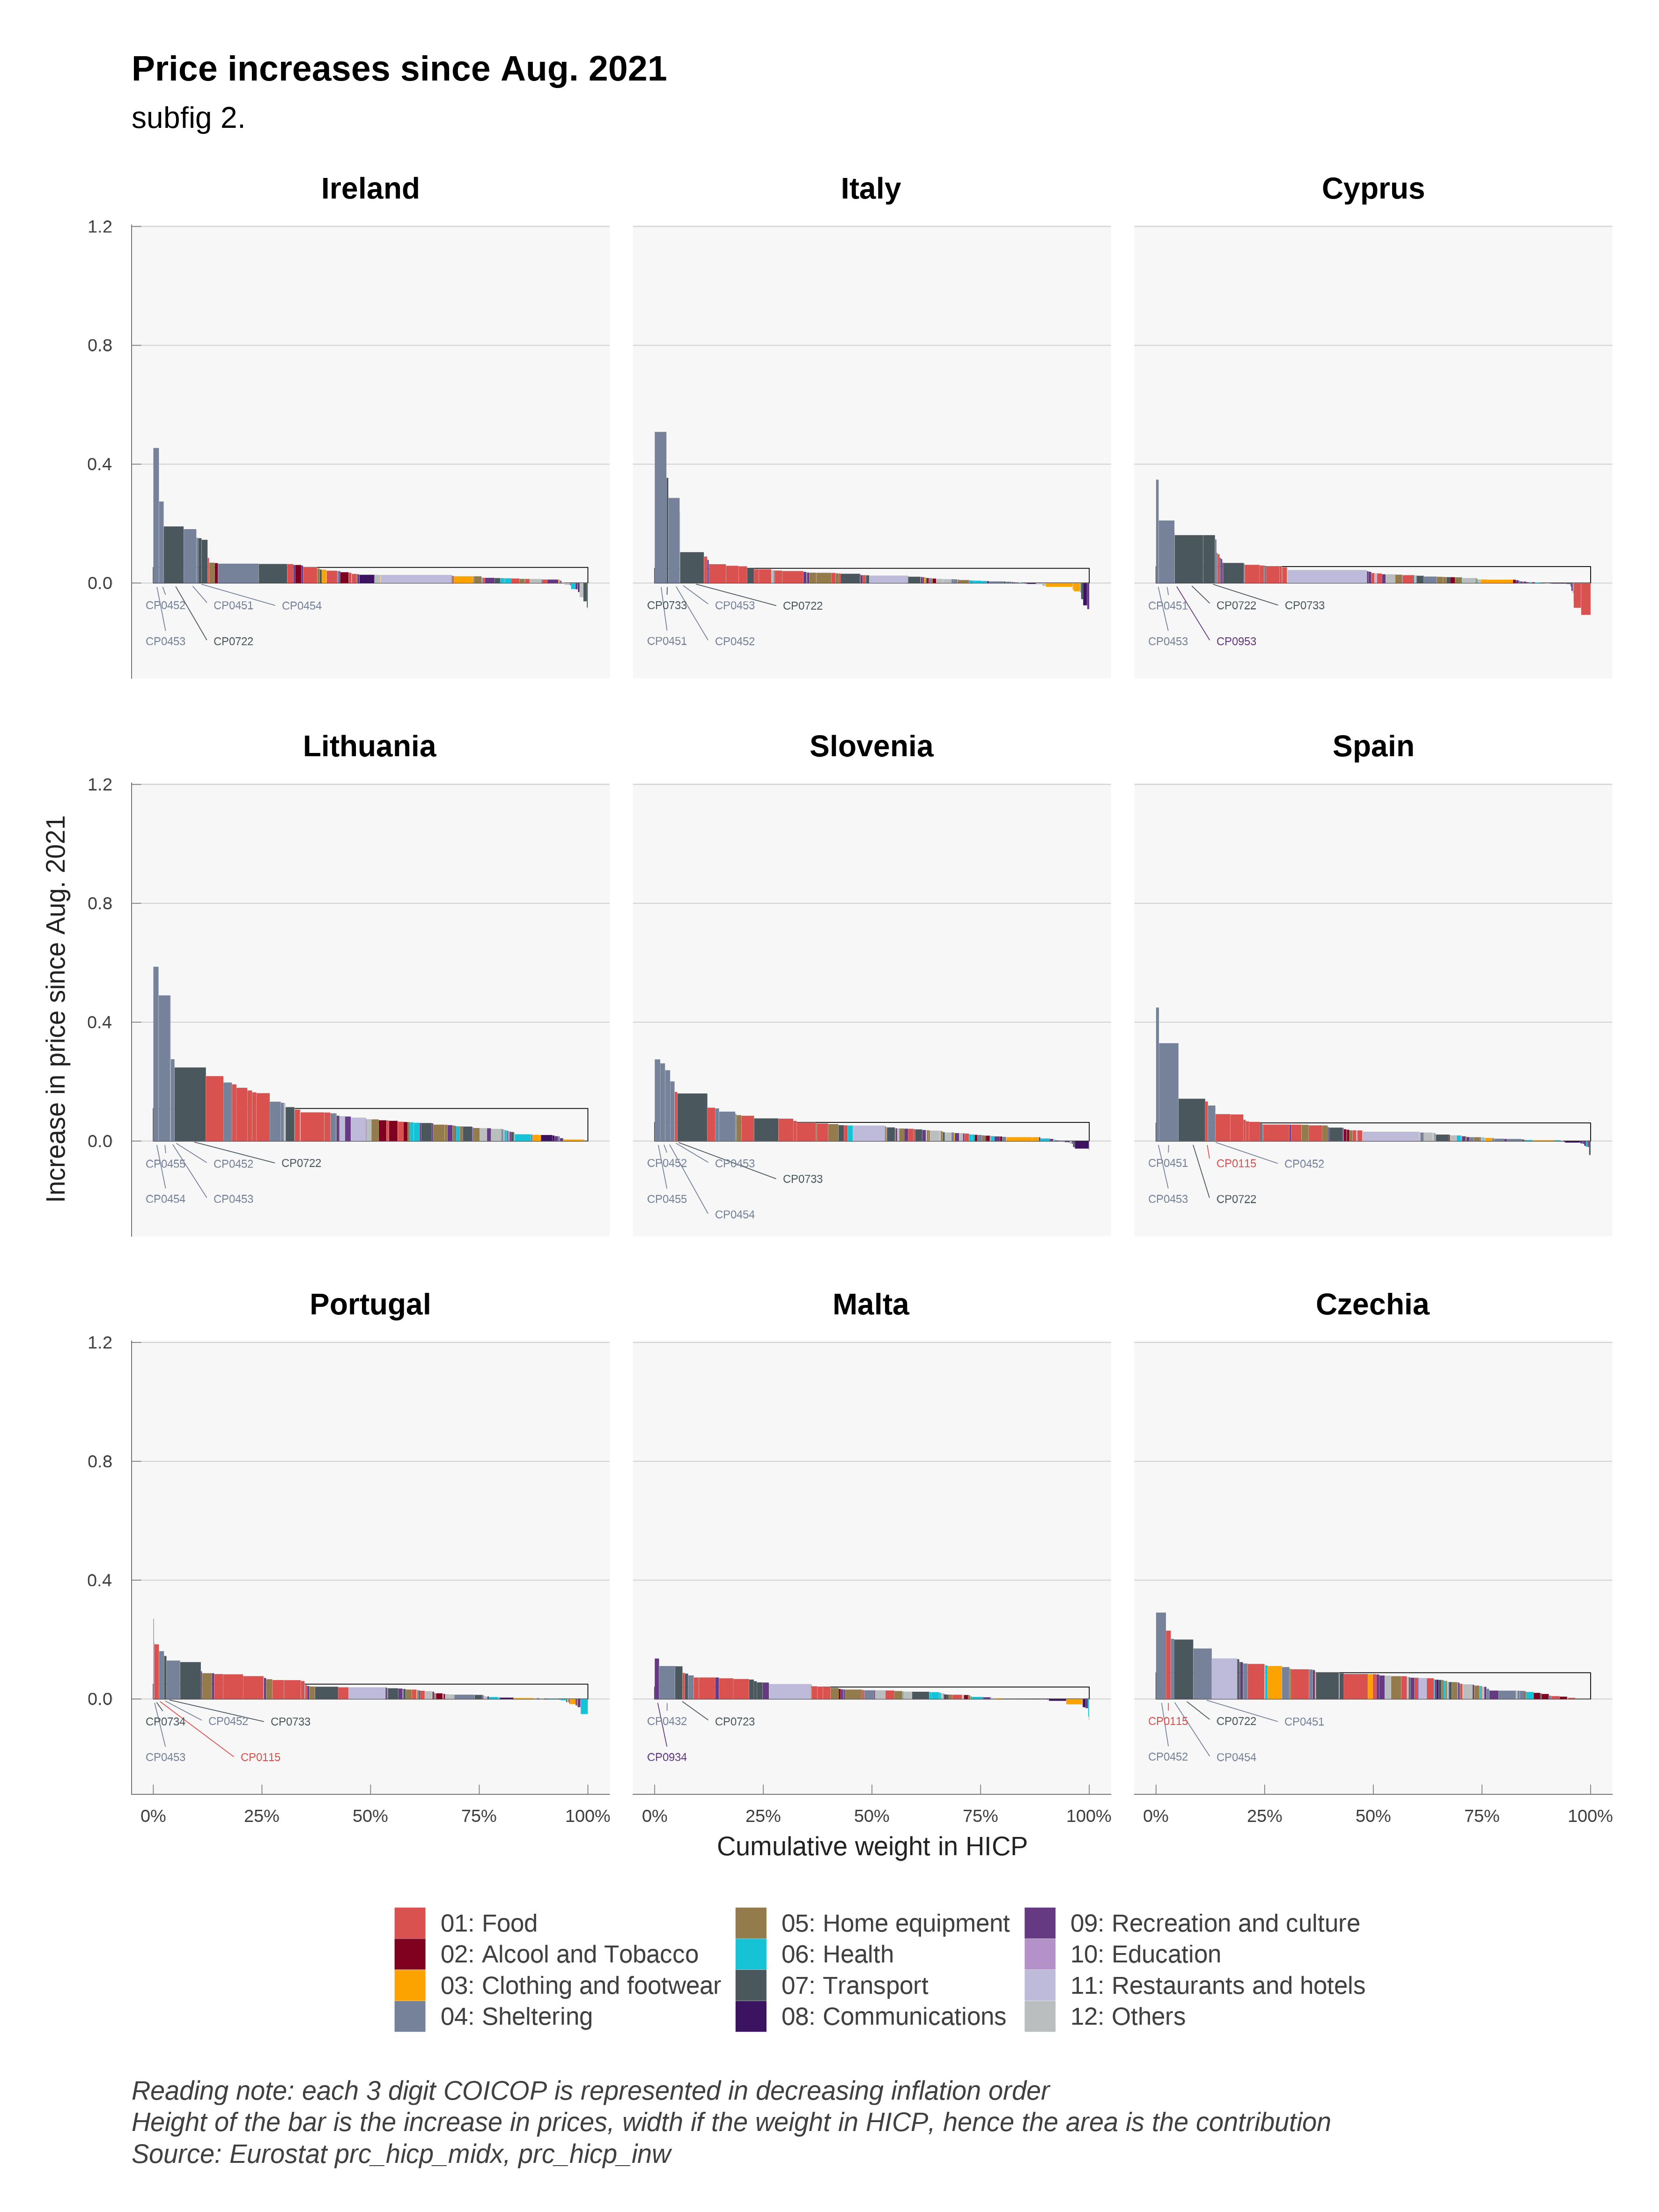 Price increases since Aug. 2021
subfig 2.
Ireland
Italy
Cyprus
1.2
0.8
0.4
0.0
CP0452
CP0451
CP0454
CP0453
CP0722
CP0733
CP0453
CP0722
CP0451
CP0452
CP0451
CP0722
CP0733
CP0453
CP0953
Increase in price since Aug. 2021
Lithuania
Slovenia
Spain
1.2
0.8
0.4
0.0
CP0455
CP0452
CP0722
CP0454
CP0453
CP0452
CP0453
CP0733
CP0455
CP0454
CP0451
CP0115
CP0452
CP0453
CP0722
Portugal
Malta
Czechia
1.2
0.8
0.4
0.0
CP0734
CP0452
CP0733
CP0453
CP0115
CP0432
CP0723
CP0934
CP0115
CP0722
CP0451
CP0452
CP0454
0% 25% 50% 75% 100%
0% 25% 50% 75% 100%
0% 25% 50% 75% 100%
Cumulative weight in HICP
01: Food
02: Alcool and Tobacco
03: Clothing and footwear
04: Sheltering
05: Home equipment
06: Health
07: Transport
08: Communications
09: Recreation and culture
10: Education
11: Restaurants and hotels
12: Others
Reading note: each 3 digit COICOP is represented in decreasing inflation order
Height of the bar is the increase in prices, width if the weight in HICP, hence the area is the contribution
Source: Eurostat prc_hicp_midx, prc_hicp_inw